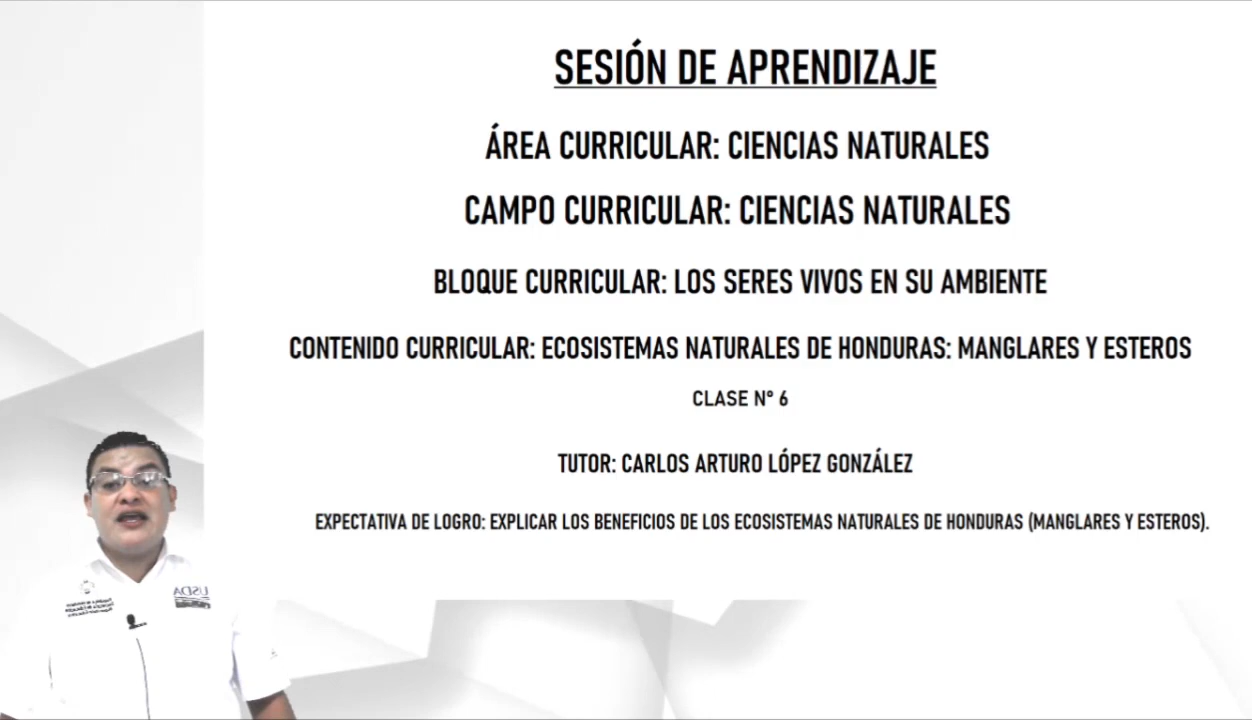 SESIÓN DE APRENDIZAJE
ÁREA CURRICULAR: CIENCIAS NATURALES
CAMPO CURRICULAR: CIENCIAS NATURALES
BLOQUE CURRICULAR: LOS SERES VIVOS EN SU AMBIENTE
CONTENIDO CURRICULAR: ECOSISTEMAS NATURALES DE HONDURAS: MANGLARES Y ESTEROS
CLASE N° 6
TUTOR: CARLOS ARTURO LÓPEZ GONZÁLEZ
EXPECTATIVA DE LOGRO: EXPLICAR LOS BENEFICIOS DE LOS ECOSISTEMAS NATURALES DE HONDURAS (MANGLARES Y ESTEROS).
USDA